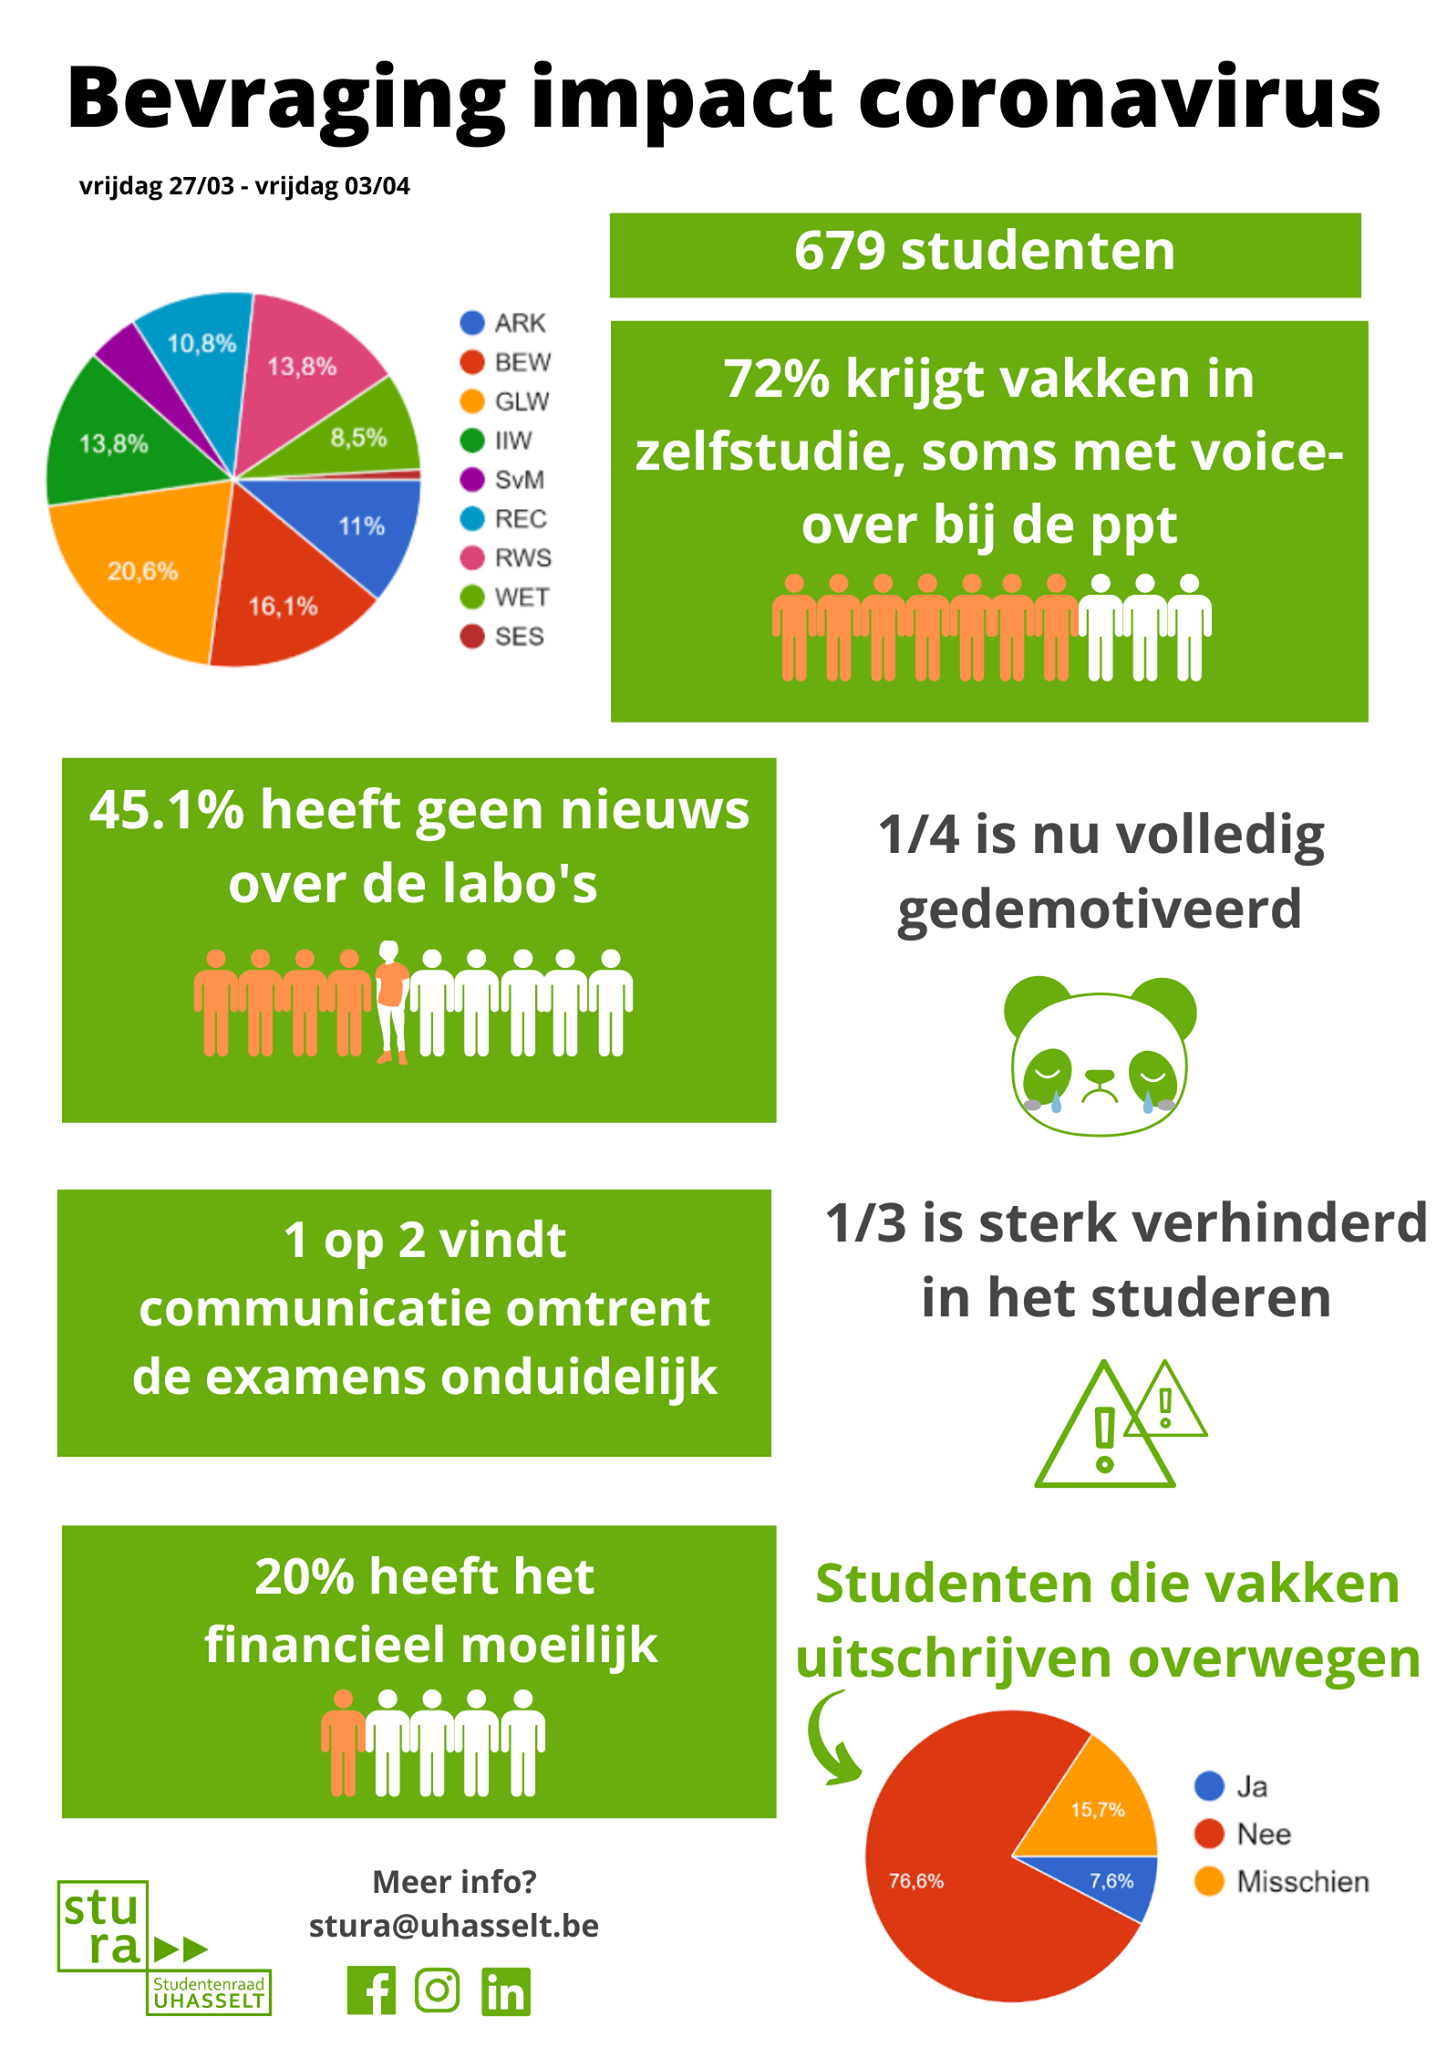 Bevraging impact coronavirus
vrijdag 27/03 - vrijdag 03/04
679 studenten
10,8%
13,8%
8,5%
11%
16,1%
20,6%
13,8%
ARK
BEW
GLW
IIW
SvM
REC
RWS
WET
SES
72% krijgt vakken in
zelfstudie, soms met voice-
over bij de ppt
45.1% heeft geen nieuws
over de labo's
1/4 is nu volledig
gedemotiveerd
1 op 2 vindt
communicatie omtrent
de examens onduidelijk
1/3 is sterk verhinderd
in het studeren
20% heeft het
financieel moeilijk
Studenten die vakken
uitschrijven overwegen
15,7%
76,6%
7,6%
Ja
Nee
Misschien
Meer info?
stura@uhasselt.be
stu
ra
Studentenraad
UHASSELT